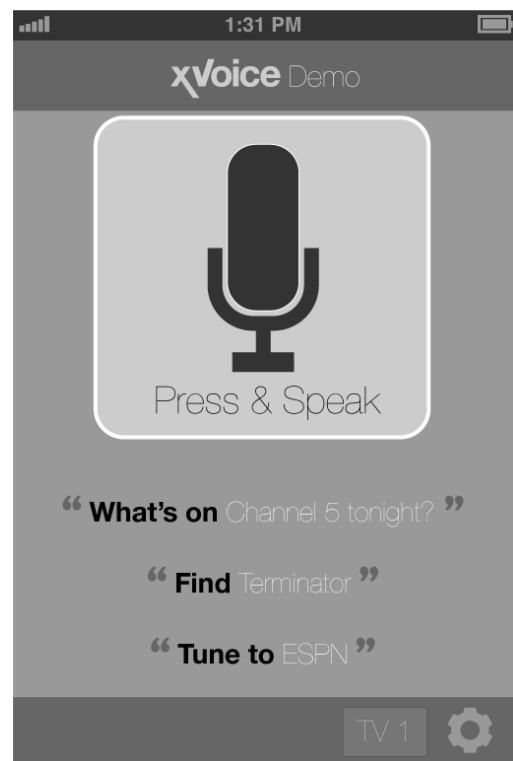 1:31 PM
xVoice Demo
Press & Speak
“ What's on Channel 5 tonight? ”
“ Find Terminator ”
“ Tune to ESPN ”
TV 1